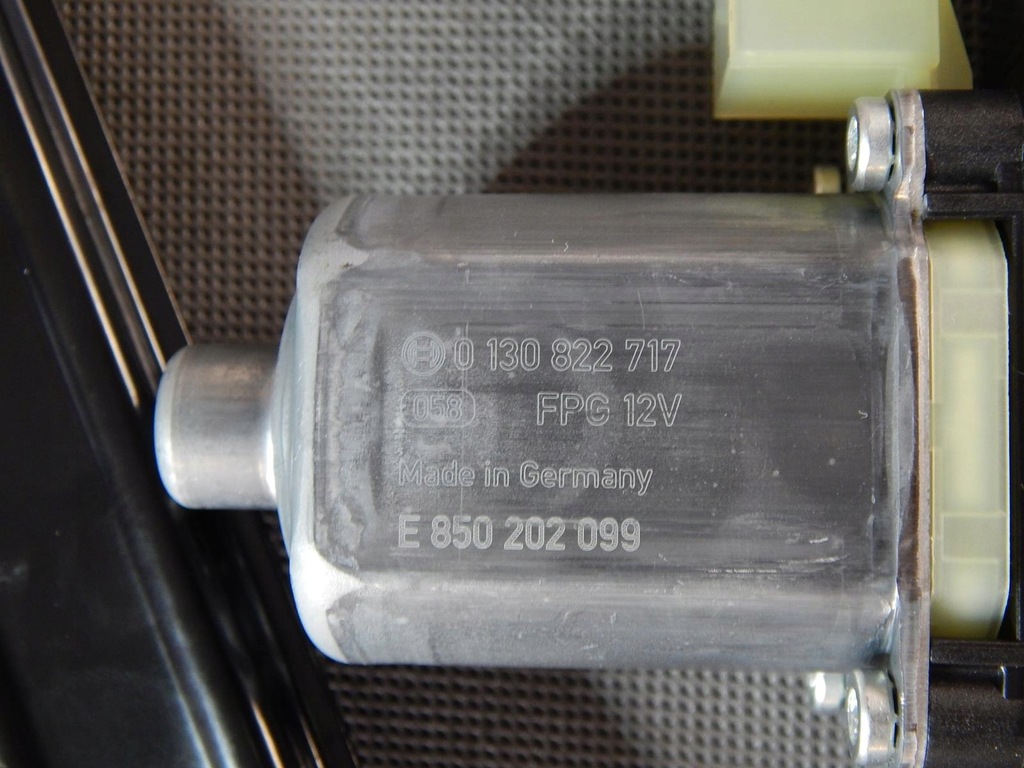 0 130 822 717
058 FPG 12V
Made in Germany
E 850 202 099